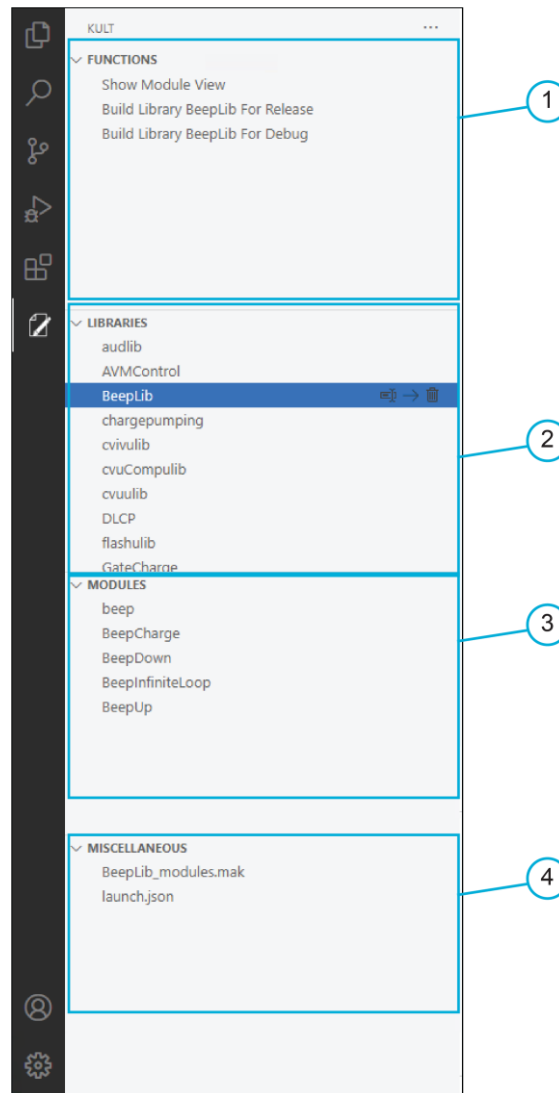 KULT
FUNCTIONS
Show Module View
Build Library BeepLib For Release
Build Library BeepLib For Debug
1
LIBRARIES
audlib
AVMControl
BeepLib
chargepumping
cvivulib
cvuCompulib
cvuulib
DLCP
flashulib
GateCharge
2
MODULES
beep
BeepCharge
BeepDown
BeepInfiniteLoop
BeepUp
3
MISCELLANEOUS
BeepLib_modules.mak
launch.json
4